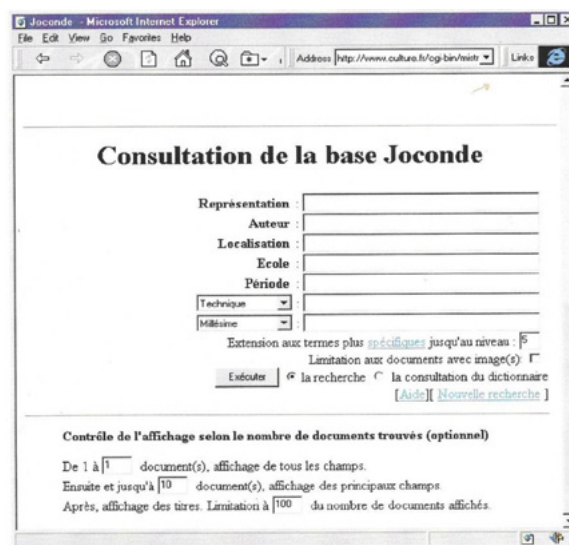 Joconde - Microsoft Internet Explorer
File Edit View Go Favorites Help
Address http://www.culture.fr/cgi-bin/mistr Links
Consultation de la base Joconde
Représentation :
Auteur :
Localisation :
Ecole :
Période :
Technique :
Millésime :
Extension aux termes plus spécifiques jusqu'au niveau : 5
Limitation aux documents avec image(s):
Exécuter la recherche la consultation du dictionnaire
[Aide][ Nouvelle recherche ]
Contrôle de l'affichage selon le nombre de documents trouvés (optionnel)
De 1 à 1 document(s), affichage de tous les champs.
Ensuite et jusqu'à 10 document(s), affichage des principaux champs.
Après, affichage des titres. Limitation à 100 du nombre de documents affichés.